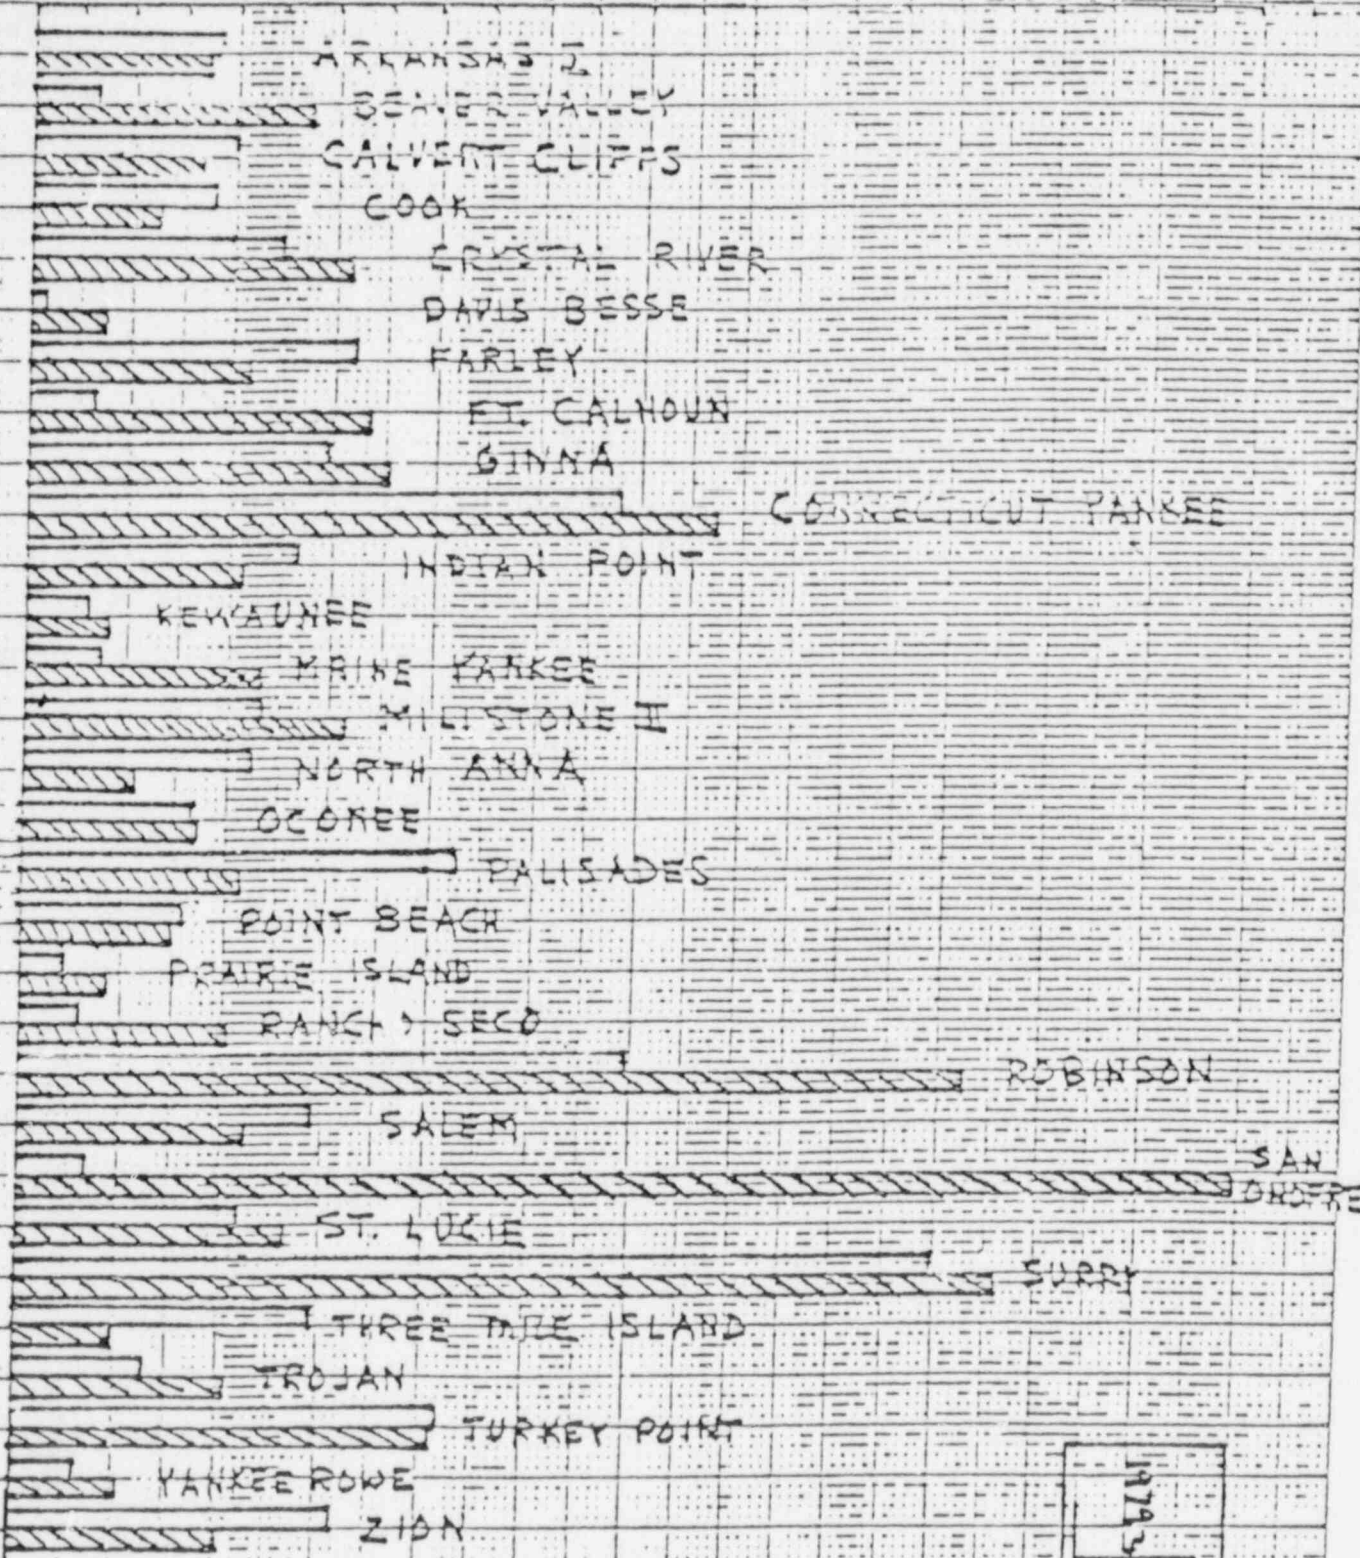 ARKANSAS I
BEAVER VALLEY
CALVERT CLIFFS
COOK
CRYSTAL RIVER
DAVIS BESSE
FARLEY
FT. CALHOUN
GINNA
CONNECTICUT YANKEE
INDIAN POINT
KEWAUNEE
MAINE YANKEE
MILLSTONE II
NORTH ANNA
OCONEE
PALISADES
POINT BEACH
PRAIRIE ISLAND
RANCHO SECO
ROBINSON
SALEM
SAN
ONOFRE
ST. LUCIE
SURRY
THREE MILE ISLAND
TROJAN
TURKEY POINT
YANKEE ROWE
ZION
1979